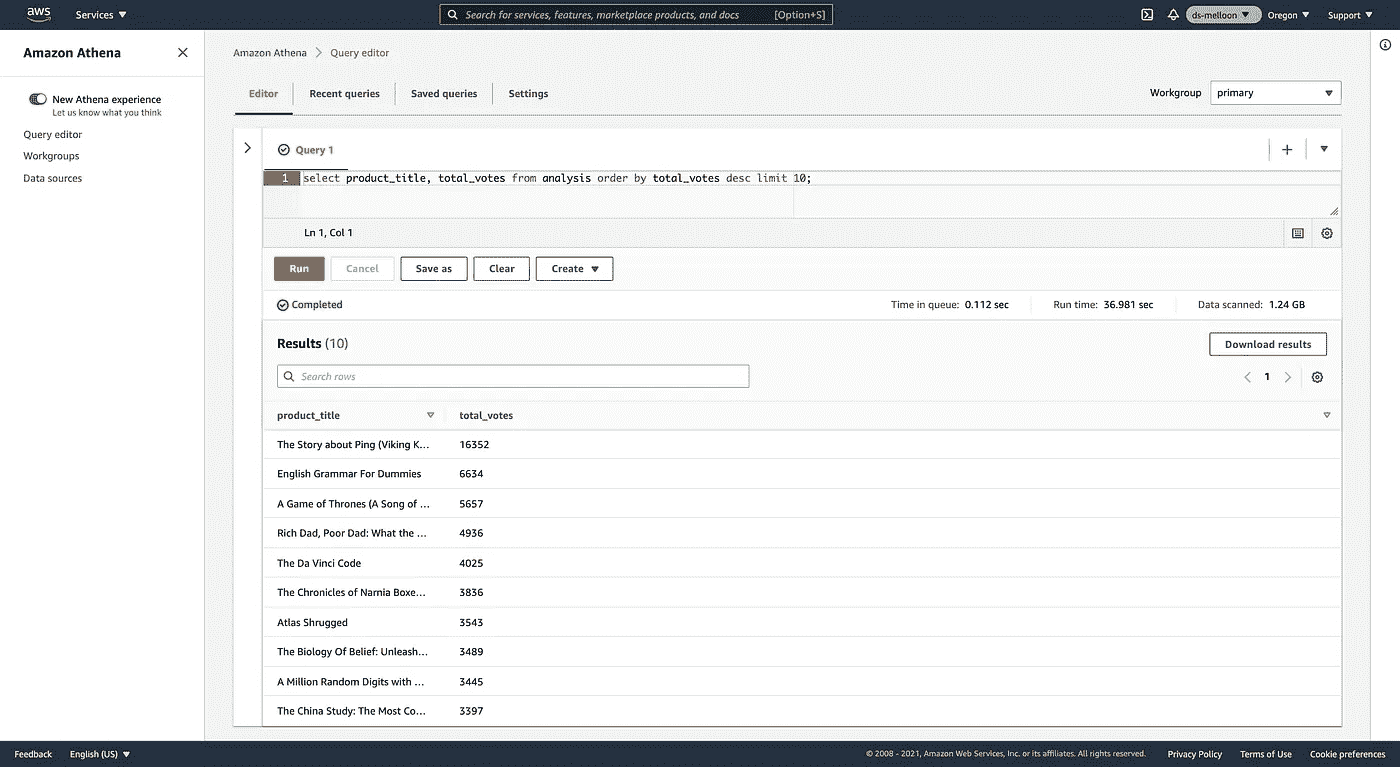 aws Services Search for services, features, marketplace products, and docs [Option+S] ds-melloon Oregon Support
Amazon Athena
New Athena experience
Let us know what you think
Query editor
Workgroups
Data sources
Amazon Athena Query editor
Editor Recent queries Saved queries Settings Workgroup primary
Query 1
1 select product_title, total_votes from analysis order by total_votes desc limit 10;
Ln 1, Col 1
Run Cancel Save as Clear Create
Completed Time in queue: 0.112 sec Run time: 36.981 sec Data scanned: 1.24 GB
Results (10) Download results
Search rows 1
product_title total_votes
The Story about Ping (Viking K... 16352
English Grammar For Dummies 6634
A Game of Thrones (A Song of ... 5657
Rich Dad, Poor Dad: What the ... 4936
The Da Vinci Code 4025
The Chronicles of Narnia Boxe... 3836
Atlas Shrugged 3543
The Biology Of Belief: Unleash... 3489
A Million Random Digits with ... 3445
The China Study: The Most Co... 3397
Feedback English (US) © 2008 - 2021, Amazon Web Services, Inc. or its affiliates. All rights reserved. Privacy Policy Terms of Use Cookie preferences